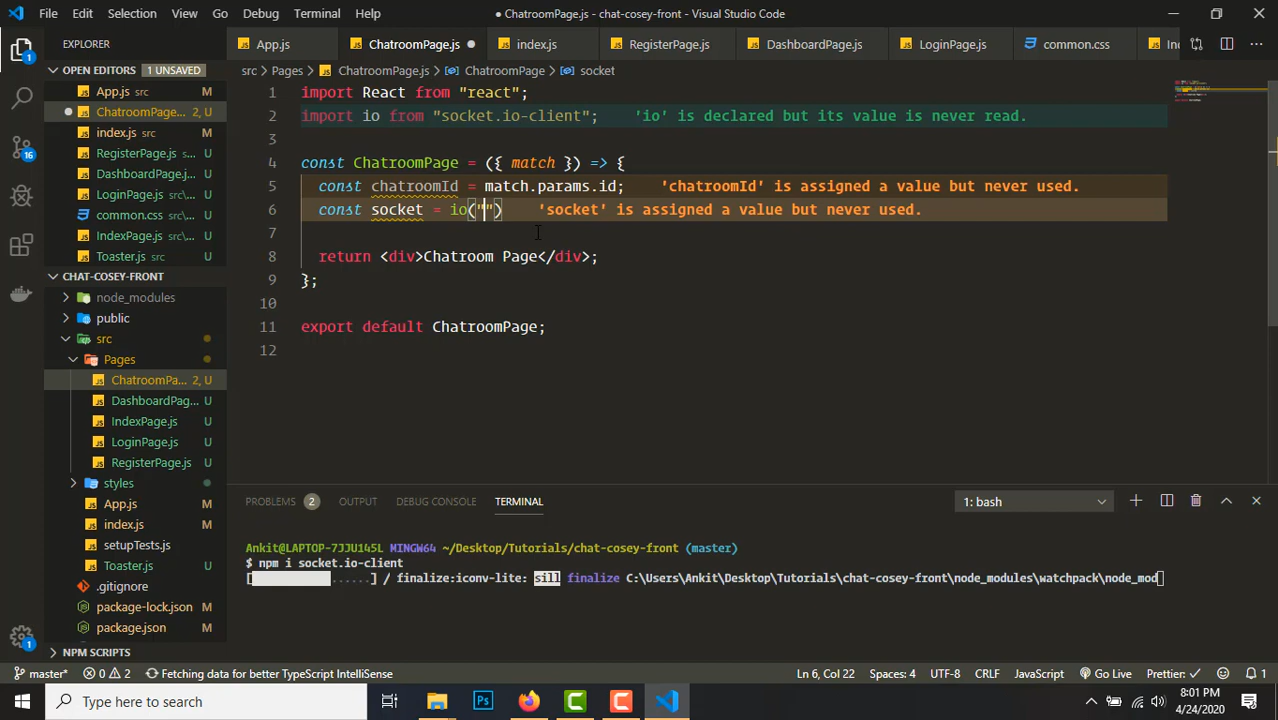 File Edit Selection View Go Debug Terminal Help ● ChatroomPage.js - chat-cosey-front - Visual Studio Code
EXPLORER
App.js ChatroomPage.js ● index.js RegisterPage.js DashboardPage.js LoginPage.js common.css Inc
OPEN EDITORS 1 UNSAVED
App.js src M
ChatroomPage... 2, U
index.js src M
RegisterPage.js src\... U
DashboardPage.js s... U
LoginPage.js src\... U
common.css src\... U
IndexPage.js src\... U
Toaster.js src U
CHAT-COSEY-FRONT
node_modules
public
src
Pages
ChatroomPa... 2, U
DashboardPag... U
IndexPage.js U
LoginPage.js U
RegisterPage.js U
styles
App.js M
index.js M
setupTests.js
Toaster.js U
.gitignore
package-lock.json M
package.json M
NPM SCRIPTS
src > Pages > ChatroomPage.js > ChatroomPage > socket
1 import React from "react";
2 import io from "socket.io-client"; 'io' is declared but its value is never read.
3
4 const ChatroomPage = ({ match }) => {
5 const chatroomId = match.params.id; 'chatroomId' is assigned a value but never used.
6 const socket = io("") 'socket' is assigned a value but never used.
7
8 return <div>Chatroom Page</div>;
9 };
10
11 export default ChatroomPage;
12
PROBLEMS 2 OUTPUT DEBUG CONSOLE TERMINAL 1: bash
Ankit@LAPTOP-7JJU145L MINGW64 ~/Desktop/Tutorials/chat-cosey-front (master)
$ npm i socket.io-client
[ ......] / finalize:iconv-lite: sill finalize C:\Users\Ankit\Desktop\Tutorials\chat-cosey-front\node_modules\watchpack\node_mod
1
16
1
master* 0 2 Fetching data for better TypeScript IntelliSense Ln 6, Col 22 Spaces: 4 UTF-8 CRLF JavaScript Go Live Prettier: ✓ 1
Type here to search Ps 8:01 PM
4/24/2020